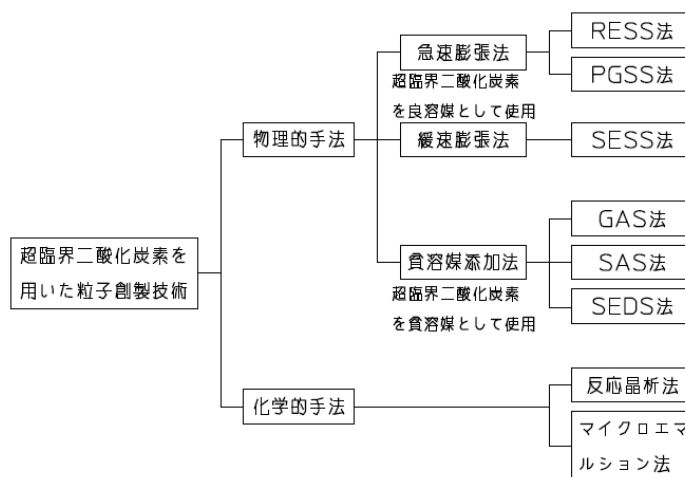 超臨界二酸化炭素を
用いた粒子創製技術
物理的手法
急速膨張法
超臨界二酸化炭素
を良溶媒として使用
RESS法
PGSS法
緩速膨張法
SESS法
貧溶媒添加法
超臨界二酸化炭素
を貧溶媒として使用
GAS法
SAS法
SEDS法
化学的手法
反応晶析法
マイクロエマ
ルション法